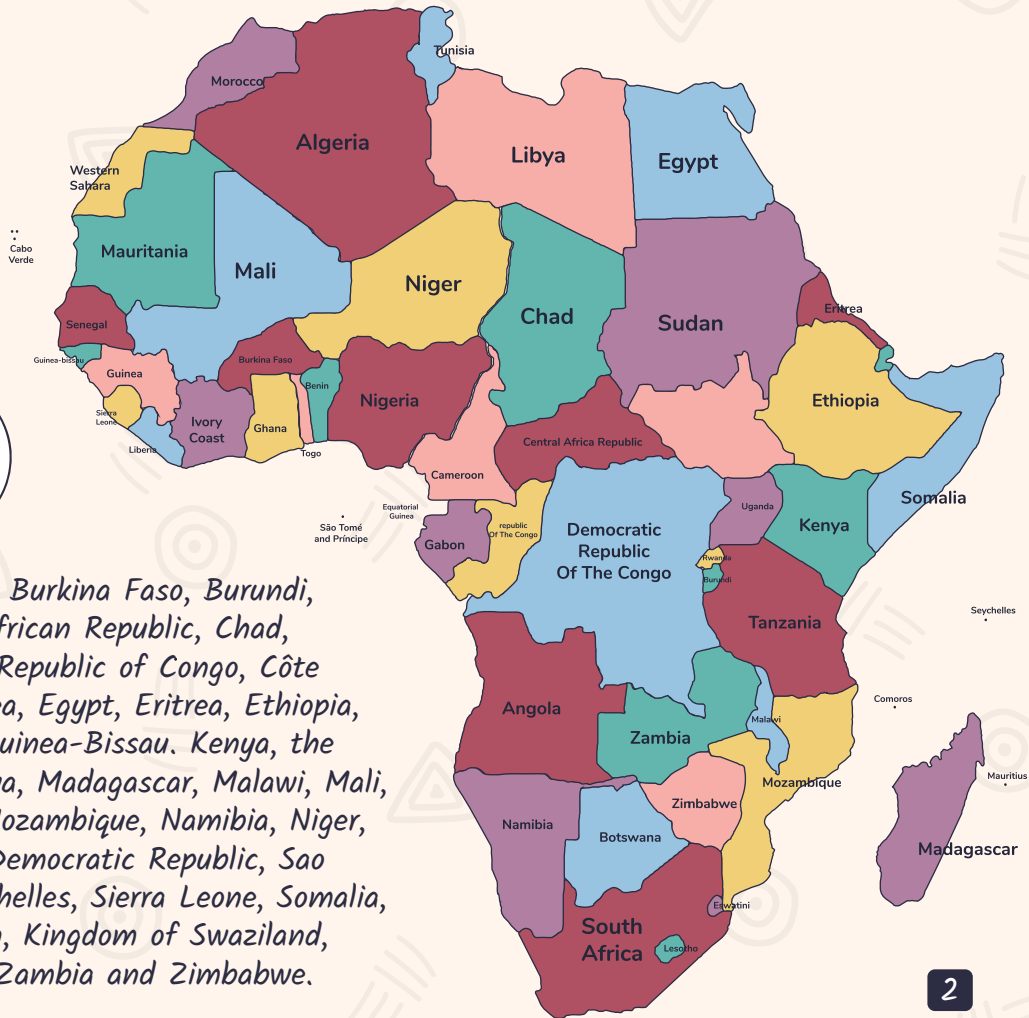 Tunisia
Morocco
Algeria
Libya
Egypt
Western
Sahara
Cabo
Verde
Mauritania
Mali
Niger
Chad
Sudan
Eritrea
Senegal
Guinea-bissau
Guinea
Burkina Faso
Benin
Nigeria
Ethiopia
Sierra
Leone
Ivory
Coast
Ghana
Liberia
Togo
Central Africa Republic
Cameroon
Somalia
Equatorial
Guinea
São Tomé
and Príncipe
Gabon
republic
Of The Congo
Democratic
Republic
Of The Congo
Uganda
Kenya
Rwanda
Burundi
Tanzania
Seychelles
Burkina Faso, Burundi,
frican Republic, Chad,
Republic of Congo, Côte
ea, Egypt, Eritrea, Ethiopia,
uinea-Bissau. Kenya, the
ya, Madagascar, Malawi, Mali,
ozambique, Namibia, Niger,
Democratic Republic, Sao
helles, Sierra Leone, Somalia,
, Kingdom of Swaziland,
Zambia and Zimbabwe.
Angola
Zambia
Malawi
Comoros
Mozambique
Mauritius
Zimbabwe
Namibia
Botswana
Madagascar
Eswatini
South
Africa
Lesotho
2